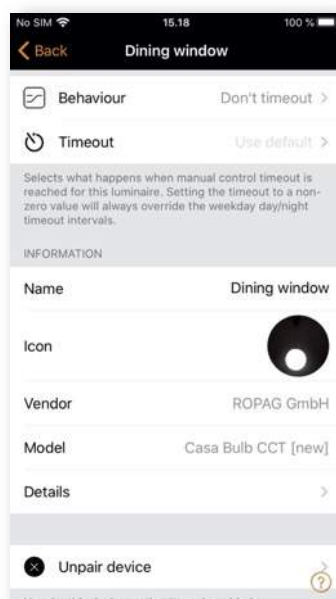 No SIM 15.18 100 %
Back Dining window
Behaviour Don't timeout
Timeout Use default
Selects what happens when manual control timeout is
reached for this luminaire. Setting the timeout to a non-
zero value will always override the weekday day/night
timeout intervals.
INFORMATION
Name Dining window
Icon
Vendor ROPAG GmbH
Model Casa Bulb CCT [new]
Details
Unpair device
?